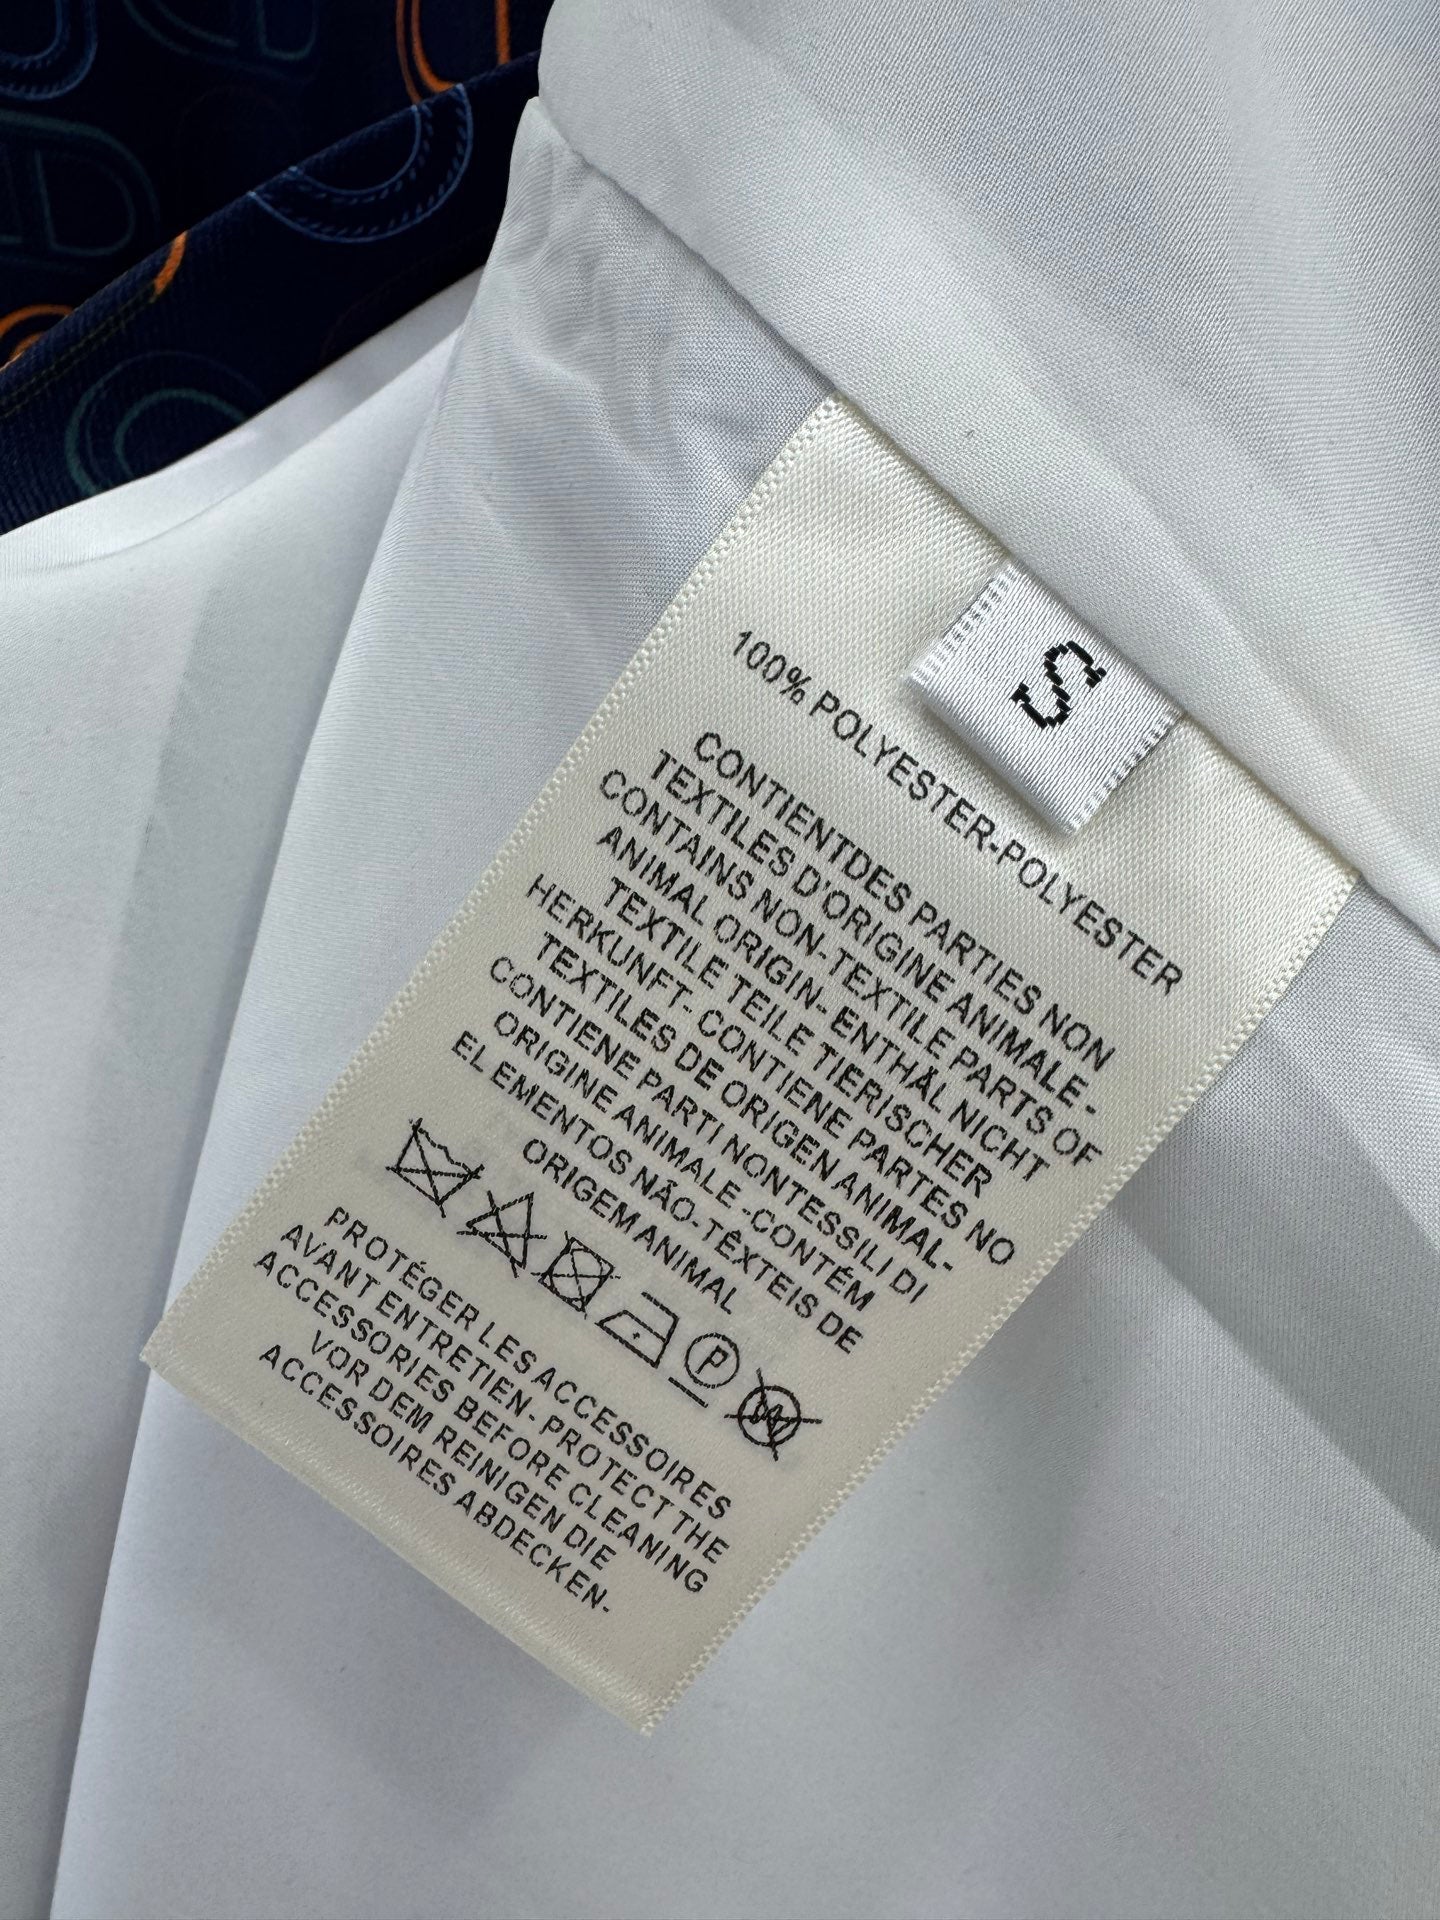 S
100% POLYESTER-POLYESTER
CONTIENTDES PARTIES NON
TEXTILES D'ORIGINE ANIMALE-
CONTAINS NON-TEXTILE PARTS OF
ANIMAL ORIGIN-ENTHÄL NICHT
TEXTILE TEILE TIERISCHER
HERKUNFT-CONTIENE PARTES NO
TEXTILES DE ORIGEN ANIMAL-
CONTIENE PARTI NONTESSILI DI
ORIGINE ANIMALE-CONTÉM
ELEMENTOS NÃO-TÊXTEIS DE
ORIGEM ANIMAL
P
W
PROTÉGER LES ACCESSOIRES
AVANT ENTRETIEN-PROTECT THE
ACCESSORIES BEFORE CLEANING
VOR DEM REINIGEN DIE
ACCESSOIRES ABDECKEN-